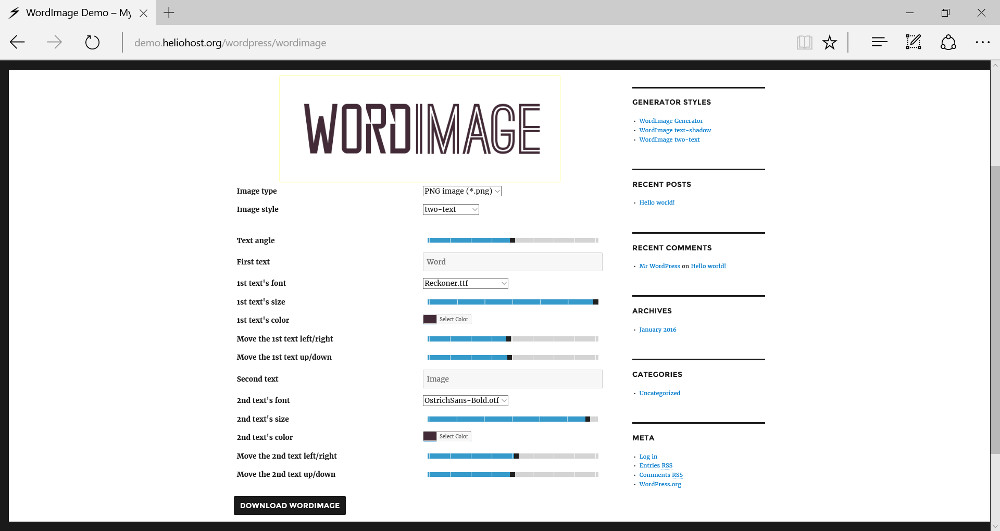 WordImage Demo – My
demo.heliohost.org/wordpress/wordimage
WORDIMAGE
Image type
PNG image (*.png)
Image style
two-text
Text angle
First text
Word
1st text's font
Reckoner.ttf
1st text's size
1st text's color
Select Color
Move the 1st text left/right
Move the 1st text up/down
Second text
Image
2nd text's font
OstrichSans-Bold.otf
2nd text's size
2nd text's color
Select Color
Move the 2nd text left/right
Move the 2nd text up/down
DOWNLOAD WORDIMAGE
GENERATOR STYLES
WordImage Generator
WordImage text-shadow
WordImage two-text
RECENT POSTS
Hello world!
RECENT COMMENTS
Mr WordPress on Hello world!
ARCHIVES
January 2016
CATEGORIES
Uncategorized
META
Log in
Entries RSS
Comments RSS
WordPress.org